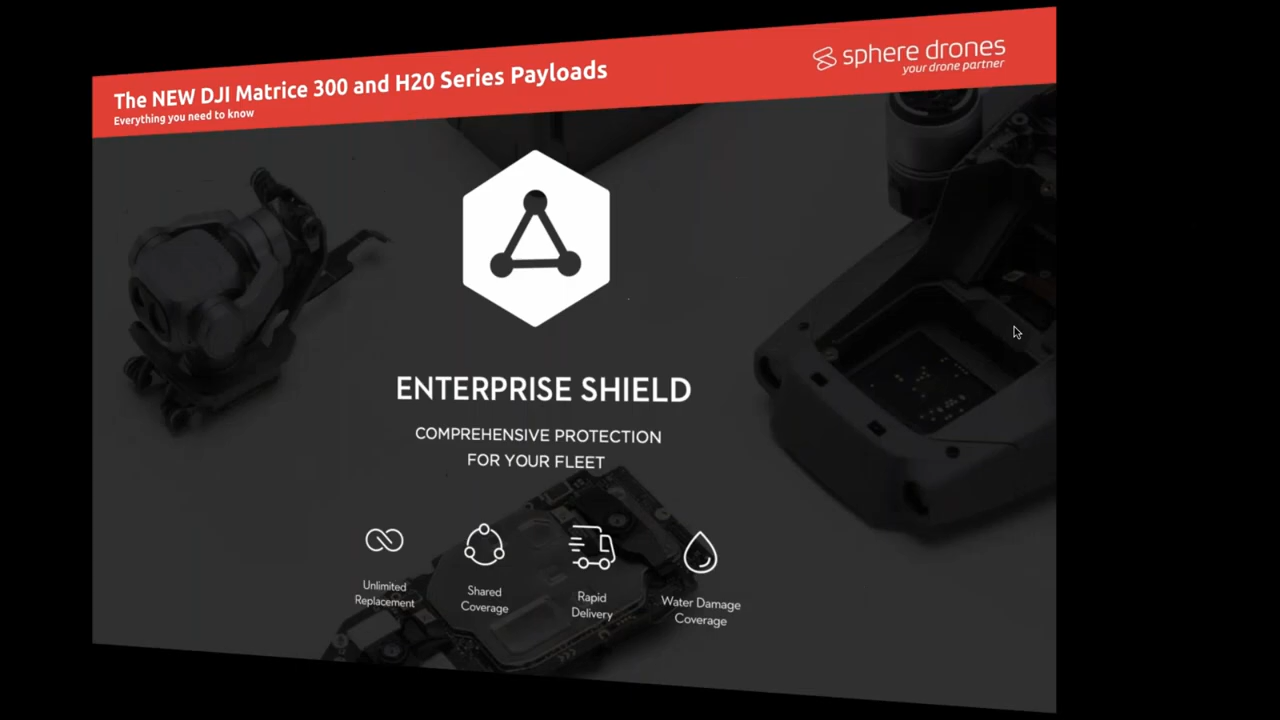 The NEW DJI Matrice 300 and H20 Series Payloads
Everything you need to know
sphere drones
your drone partner
ENTERPRISE SHIELD
COMPREHENSIVE PROTECTION
FOR YOUR FLEET
Unlimited
Replacement
Shared
Coverage
Rapid
Delivery
Water Damage
Coverage